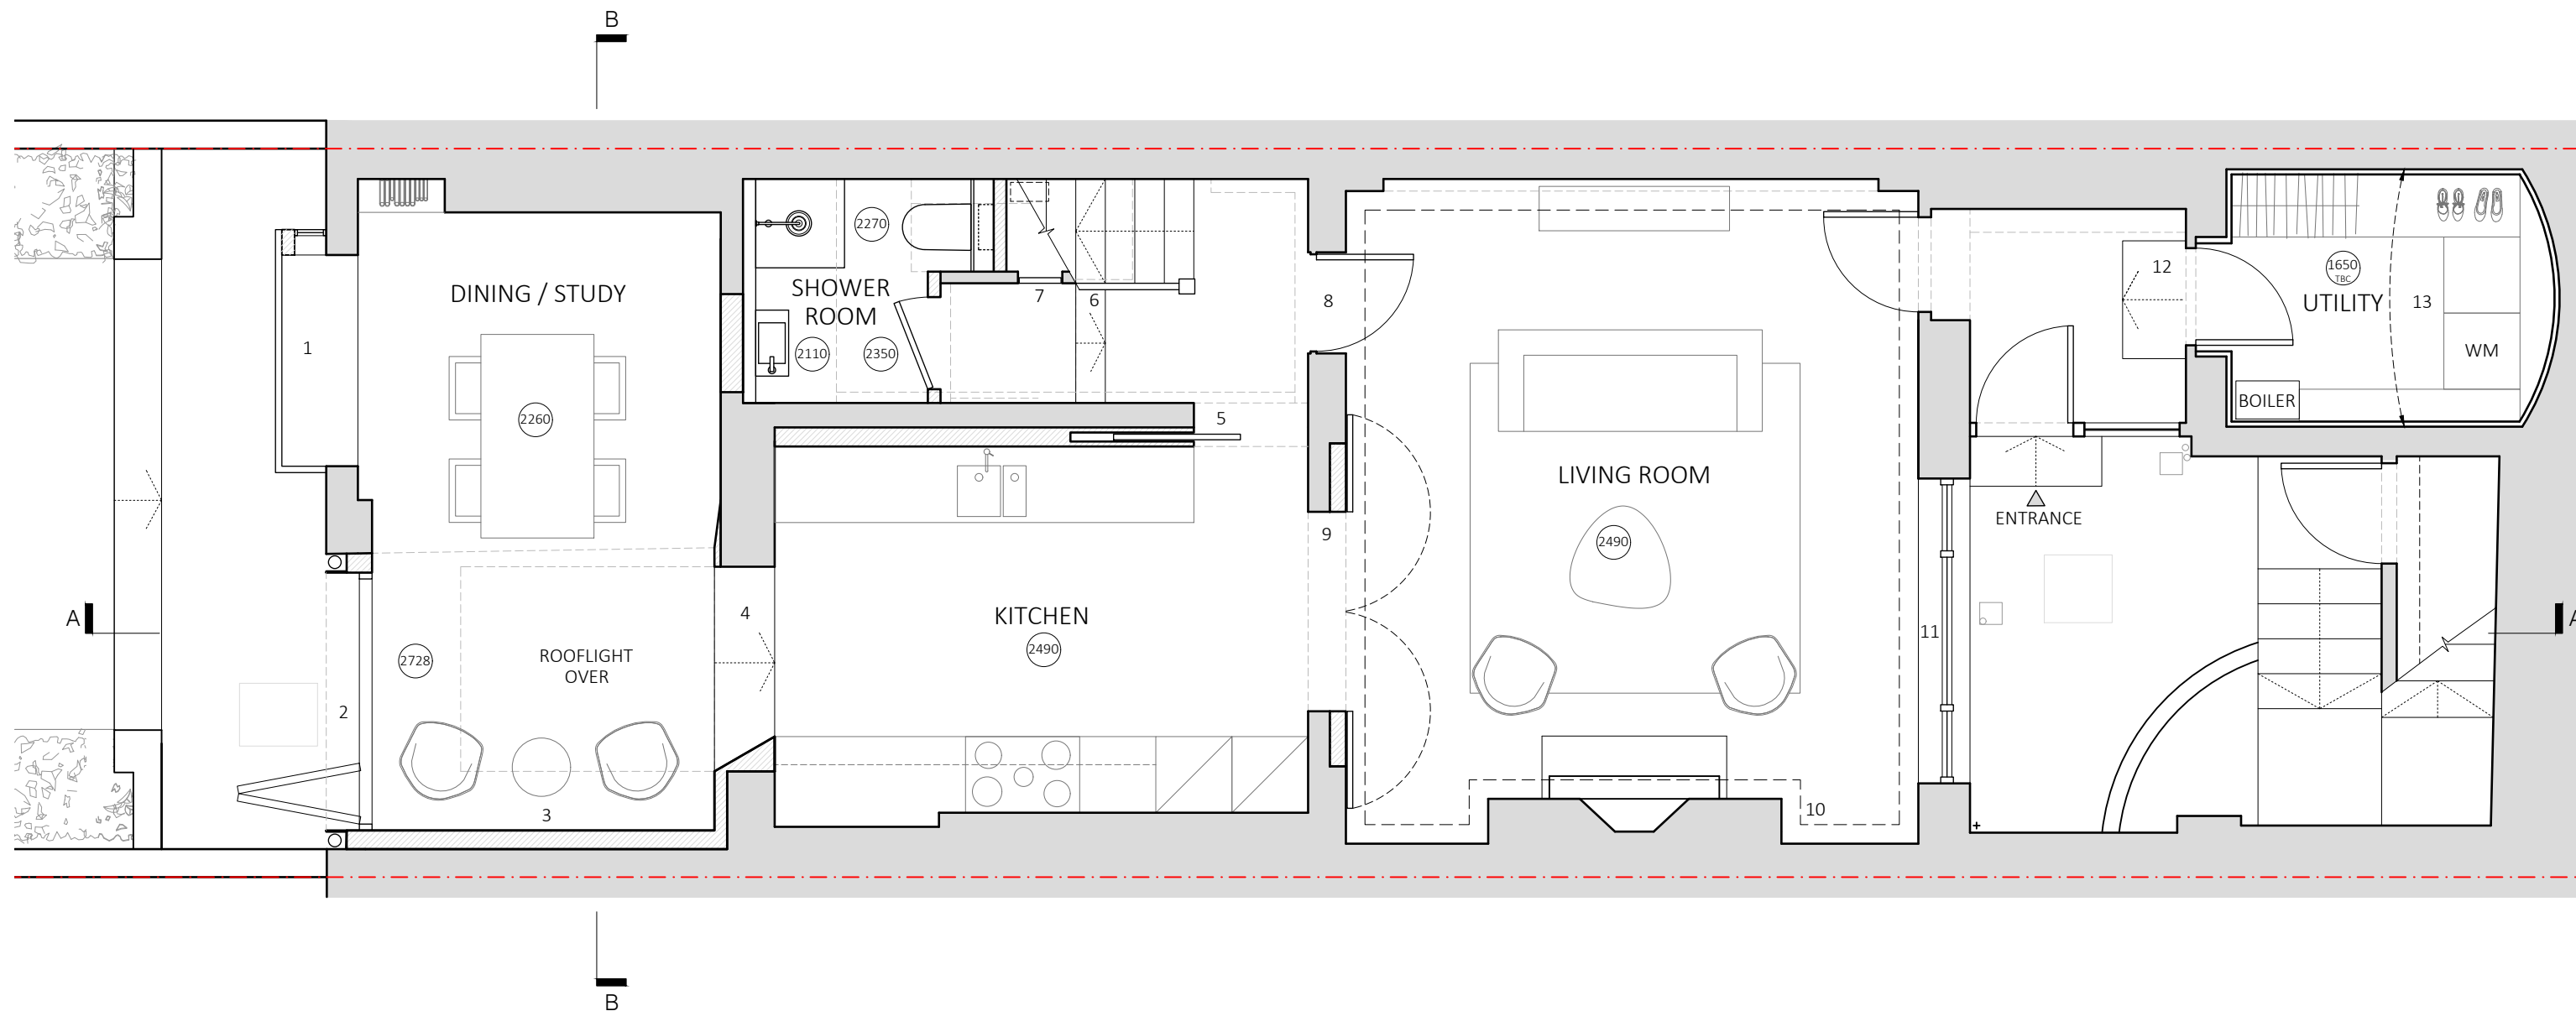 B
DINING / STUDY
2260
1
2728
ROOFLIGHT
OVER
2
3
A
4
SHOWER
ROOM
2270
2110
2350
7
6
5
KITCHEN
2490
8
9
LIVING ROOM
2490
10
11
12
1650
TBC
UTILITY
13
WM
BOILER
ENTRANCE
A
B